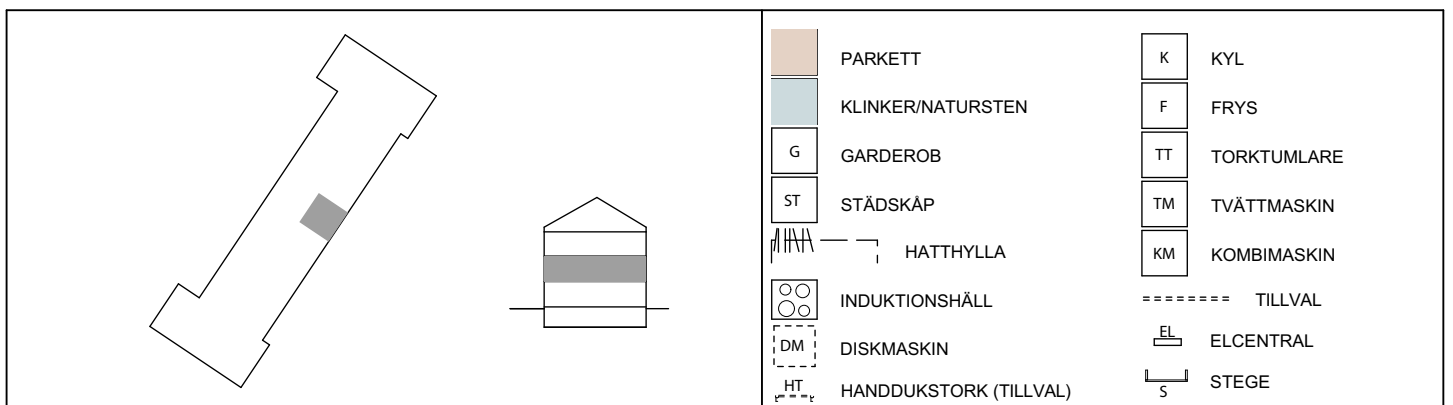 PARKETT
KLINKER/NATURSTEN
G GARDEROB
ST STÄDSKÅP
HATTHYLLA
INDUKTIONSHÄLL
DM DISKMASKIN
HT HANDDUKSTORK (TILLVAL)
K KYL
F FRYS
TT TORKTUMLARE
TM TVÄTTMASKIN
KM KOMBIMASKIN
TILLVAL
EL ELCENTRAL
S STEGE